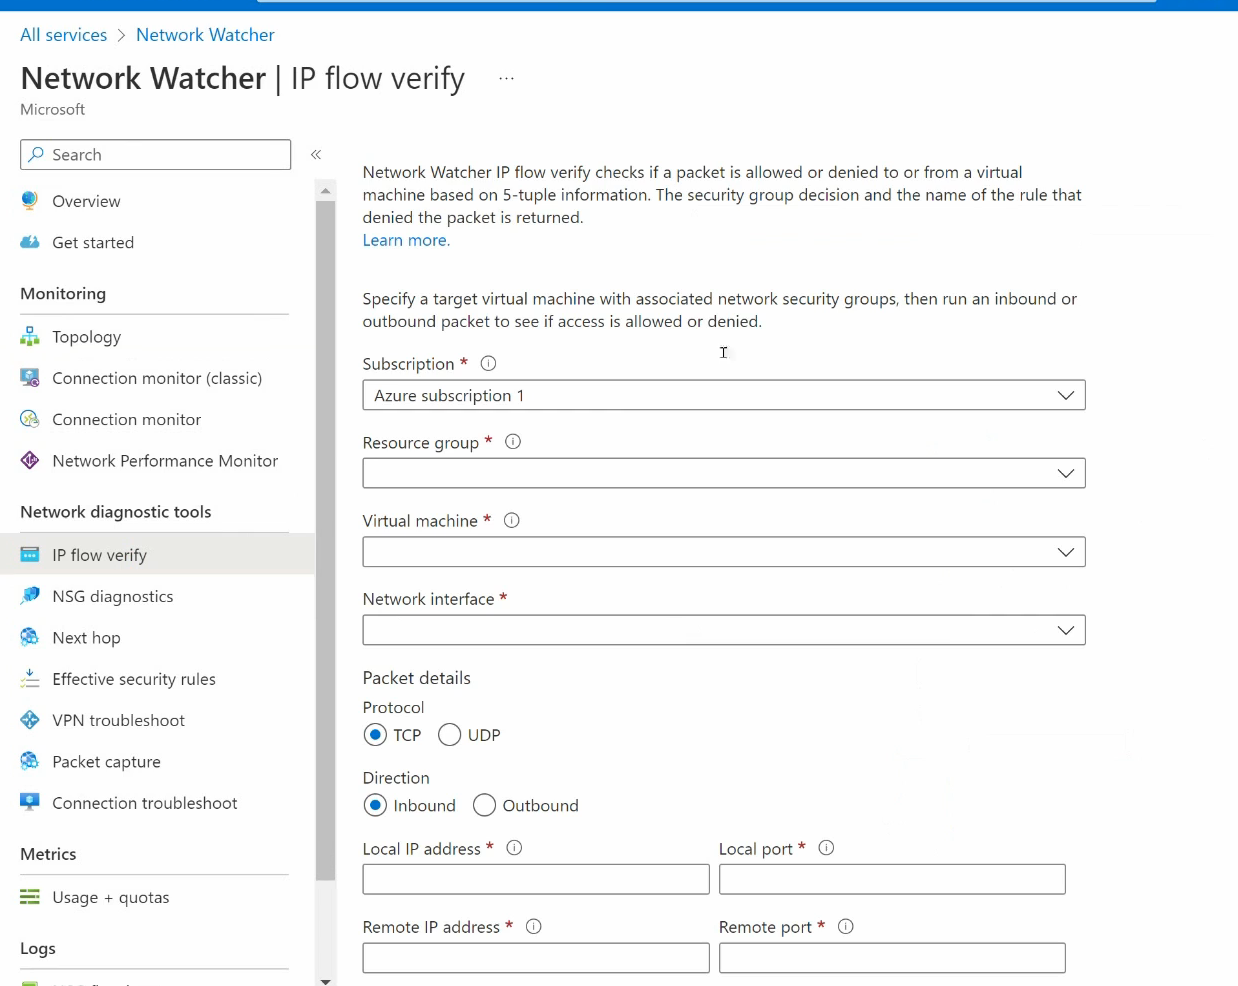 All services > Network Watcher
Network Watcher | IP flow verify ...
Microsoft
Search
«
Overview
Get started
Monitoring
Topology
Connection monitor (classic)
Connection monitor
Network Performance Monitor
Network diagnostic tools
IP flow verify
NSG diagnostics
Next hop
Effective security rules
VPN troubleshoot
Packet capture
Connection troubleshoot
Metrics
Usage + quotas
Logs
Network Watcher IP flow verify checks if a packet is allowed or denied to or from a virtual
machine based on 5-tuple information. The security group decision and the name of the rule that
denied the packet is returned.
Learn more.
Specify a target virtual machine with associated network security groups, then run an inbound or
outbound packet to see if access is allowed or denied.
Subscription *
Azure subscription 1
Resource group *
Virtual machine *
Network interface *
Packet details
Protocol
TCP UDP
Direction
Inbound Outbound
Local IP address * Local port *
Remote IP address * Remote port *